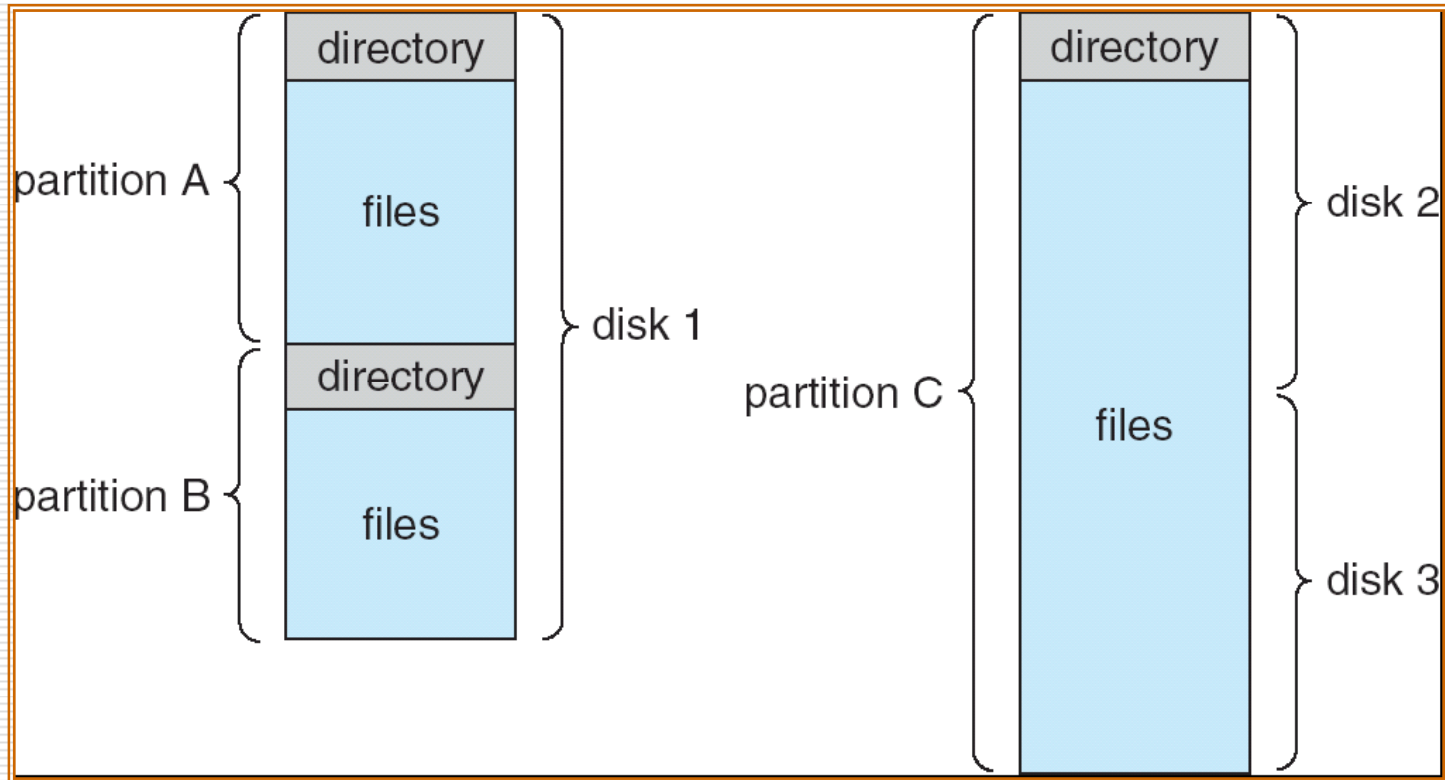 directory
partition A
files
disk 1
directory
partition B
files
directory
disk 2
partition C
files
disk 3